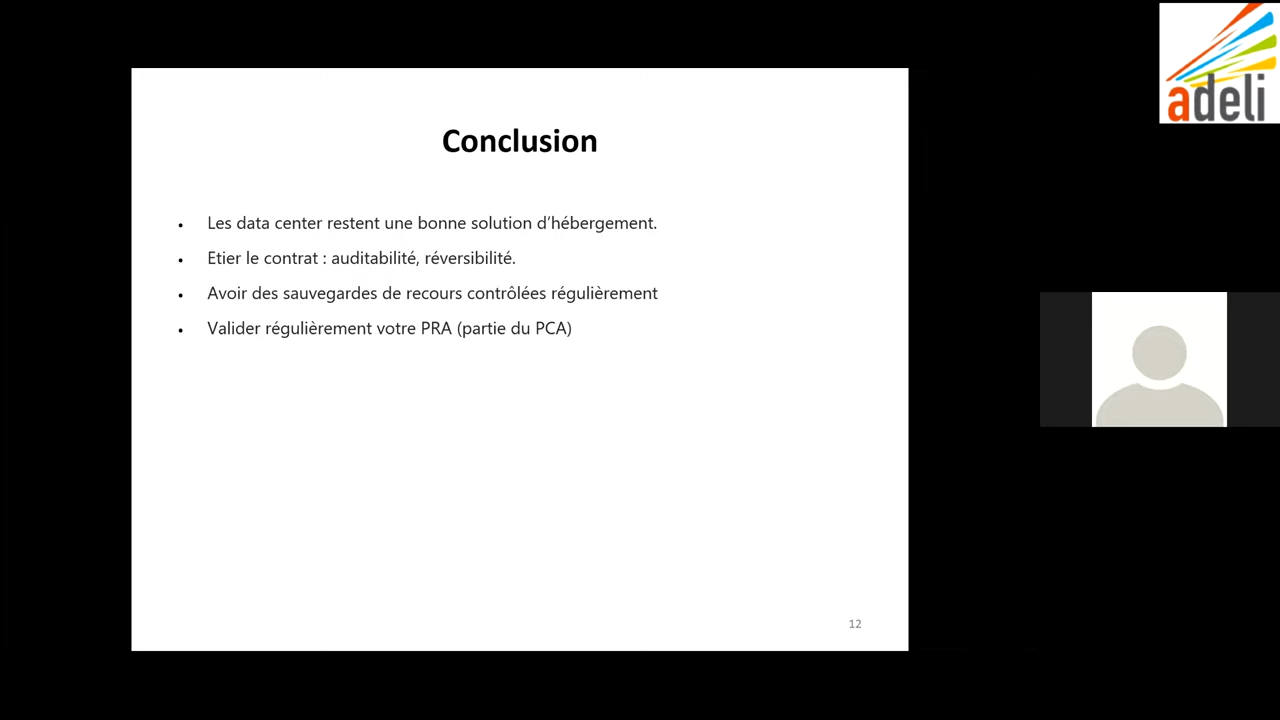 adeli
Conclusion
• Les data center restent une bonne solution d’hébergement.
• Etier le contrat : auditabilité, réversibilité.
• Avoir des sauvegardes de recours contrôlées régulièrement
• Valider régulièrement votre PRA (partie du PCA)
12